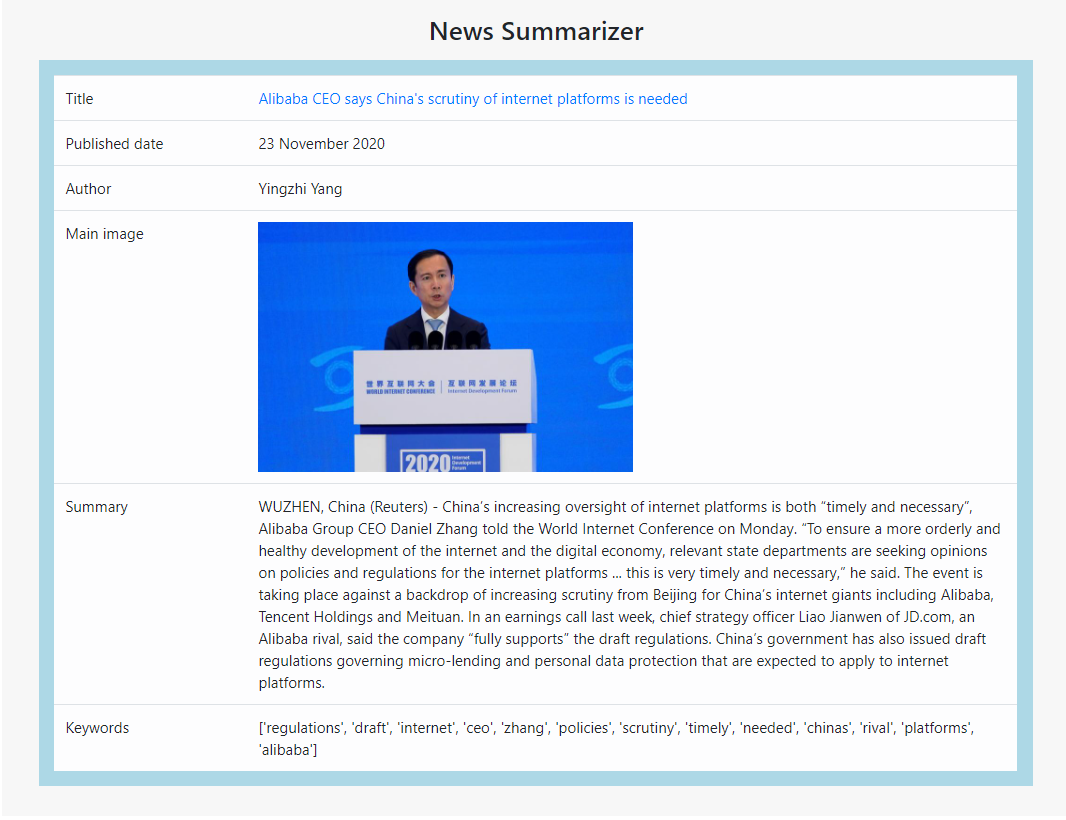 News Summarizer
Title
Alibaba CEO says China's scrutiny of internet platforms is needed
Published date
23 November 2020
Author
Yingzhi Yang
Main image
世界互联网大会
互联网发展论坛
WORLD INTERNET CONFERENCE
Internet Development Forum
2020
Internet
Development
Forum
Summary
WUZHEN, China (Reuters) - China’s increasing oversight of internet platforms is both “timely and necessary”,
Alibaba Group CEO Daniel Zhang told the World Internet Conference on Monday. “To ensure a more orderly and
healthy development of the internet and the digital economy, relevant state departments are seeking opinions
on policies and regulations for the internet platforms ... this is very timely and necessary,” he said. The event is
taking place against a backdrop of increasing scrutiny from Beijing for China’s internet giants including Alibaba,
Tencent Holdings and Meituan. In an earnings call last week, chief strategy officer Liao Jianwen of JD.com, an
Alibaba rival, said the company “fully supports” the draft regulations. China’s government has also issued draft
regulations governing micro-lending and personal data protection that are expected to apply to internet
platforms.
Keywords
['regulations', 'draft', 'internet', 'ceo', 'zhang', 'policies', 'scrutiny', 'timely', 'needed', 'chinas', 'rival', 'platforms',
'alibaba']